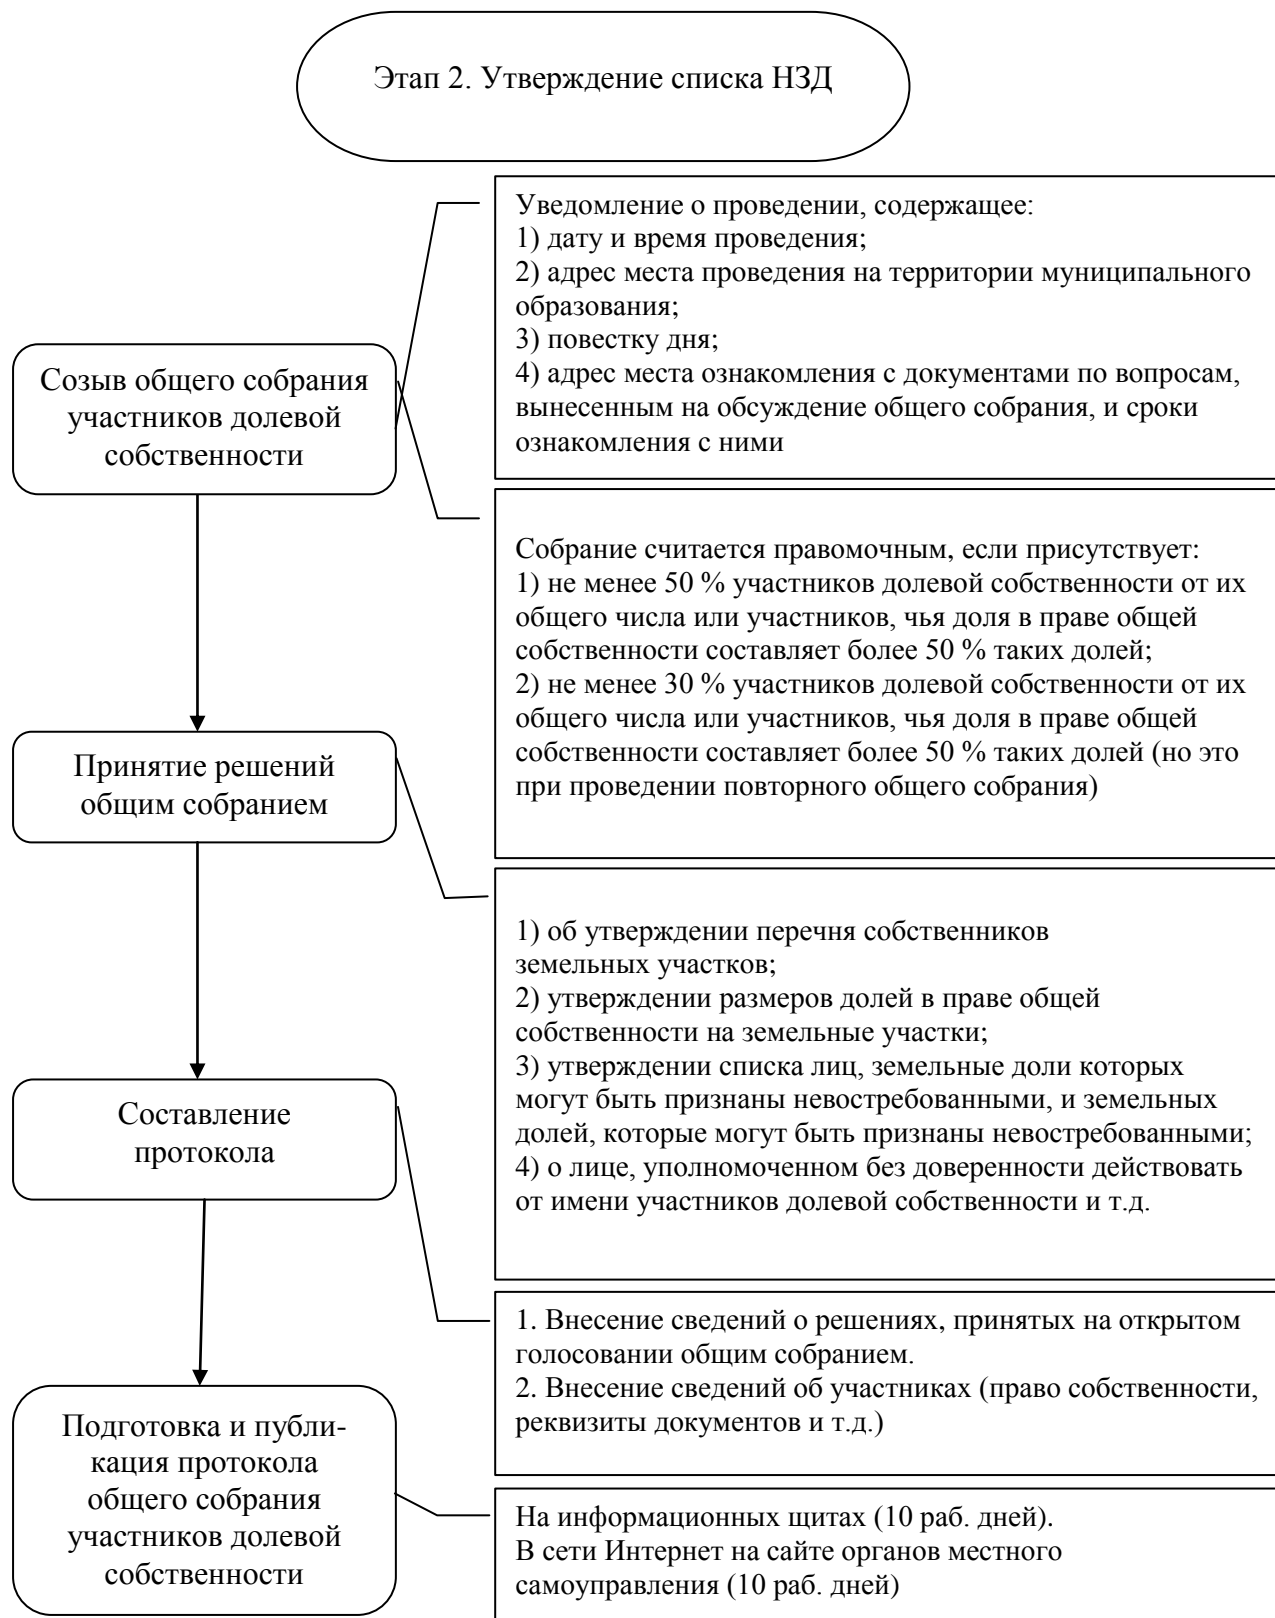 Этап 2. Утверждение списка НЗД
Уведомление о проведении, содержащее:
1) дату и время проведения;
2) адрес места проведения на территории муниципального
образования;
3) повестку дня;
4) адрес места ознакомления с документами по вопросам,
вынесенным на обсуждение общего собрания, и сроки
ознакомления с ними
Созыв общего собрания
участников долевой
собственности
Собрание считается правомочным, если присутствует:
1) не менее 50 % участников долевой собственности от их
общего числа или участников, чья доля в праве общей
собственности составляет более 50 % таких долей;
2) не менее 30 % участников долевой собственности от их
общего числа или участников, чья доля в праве общей
собственности составляет более 50 % таких долей (но это
при проведении повторного общего собрания)
Принятие решений
общим собранием
1) об утверждении перечня собственников
земельных участков;
2) утверждении размеров долей в праве общей
собственности на земельные участки;
3) утверждении списка лиц, земельные доли которых
могут быть признаны невостребованными, и земельных
долей, которые могут быть признаны невостребованными;
4) о лице, уполномоченном без доверенности действовать
от имени участников долевой собственности и т.д.
Составление
протокола
1. Внесение сведений о решениях, принятых на открытом
голосовании общим собранием.
2. Внесение сведений об участниках (право собственности,
реквизиты документов и т.д.)
Подготовка и публи-
кация протокола
общего собрания
участников долевой
собственности
На информационных щитах (10 раб. дней).
В сети Интернет на сайте органов местного
самоуправления (10 раб. дней)